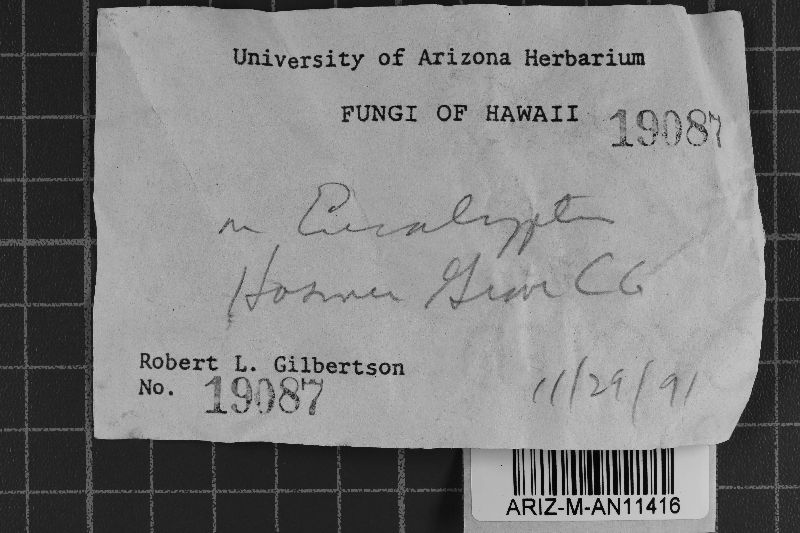 University of Arizona Herbarium
FUNGI OF HAWAII 19087
on Eucalyptus
Hosmer Grove CG
Robert L. Gilbertson
No. 19087
11/29/91
ARIZ-M-AN11416